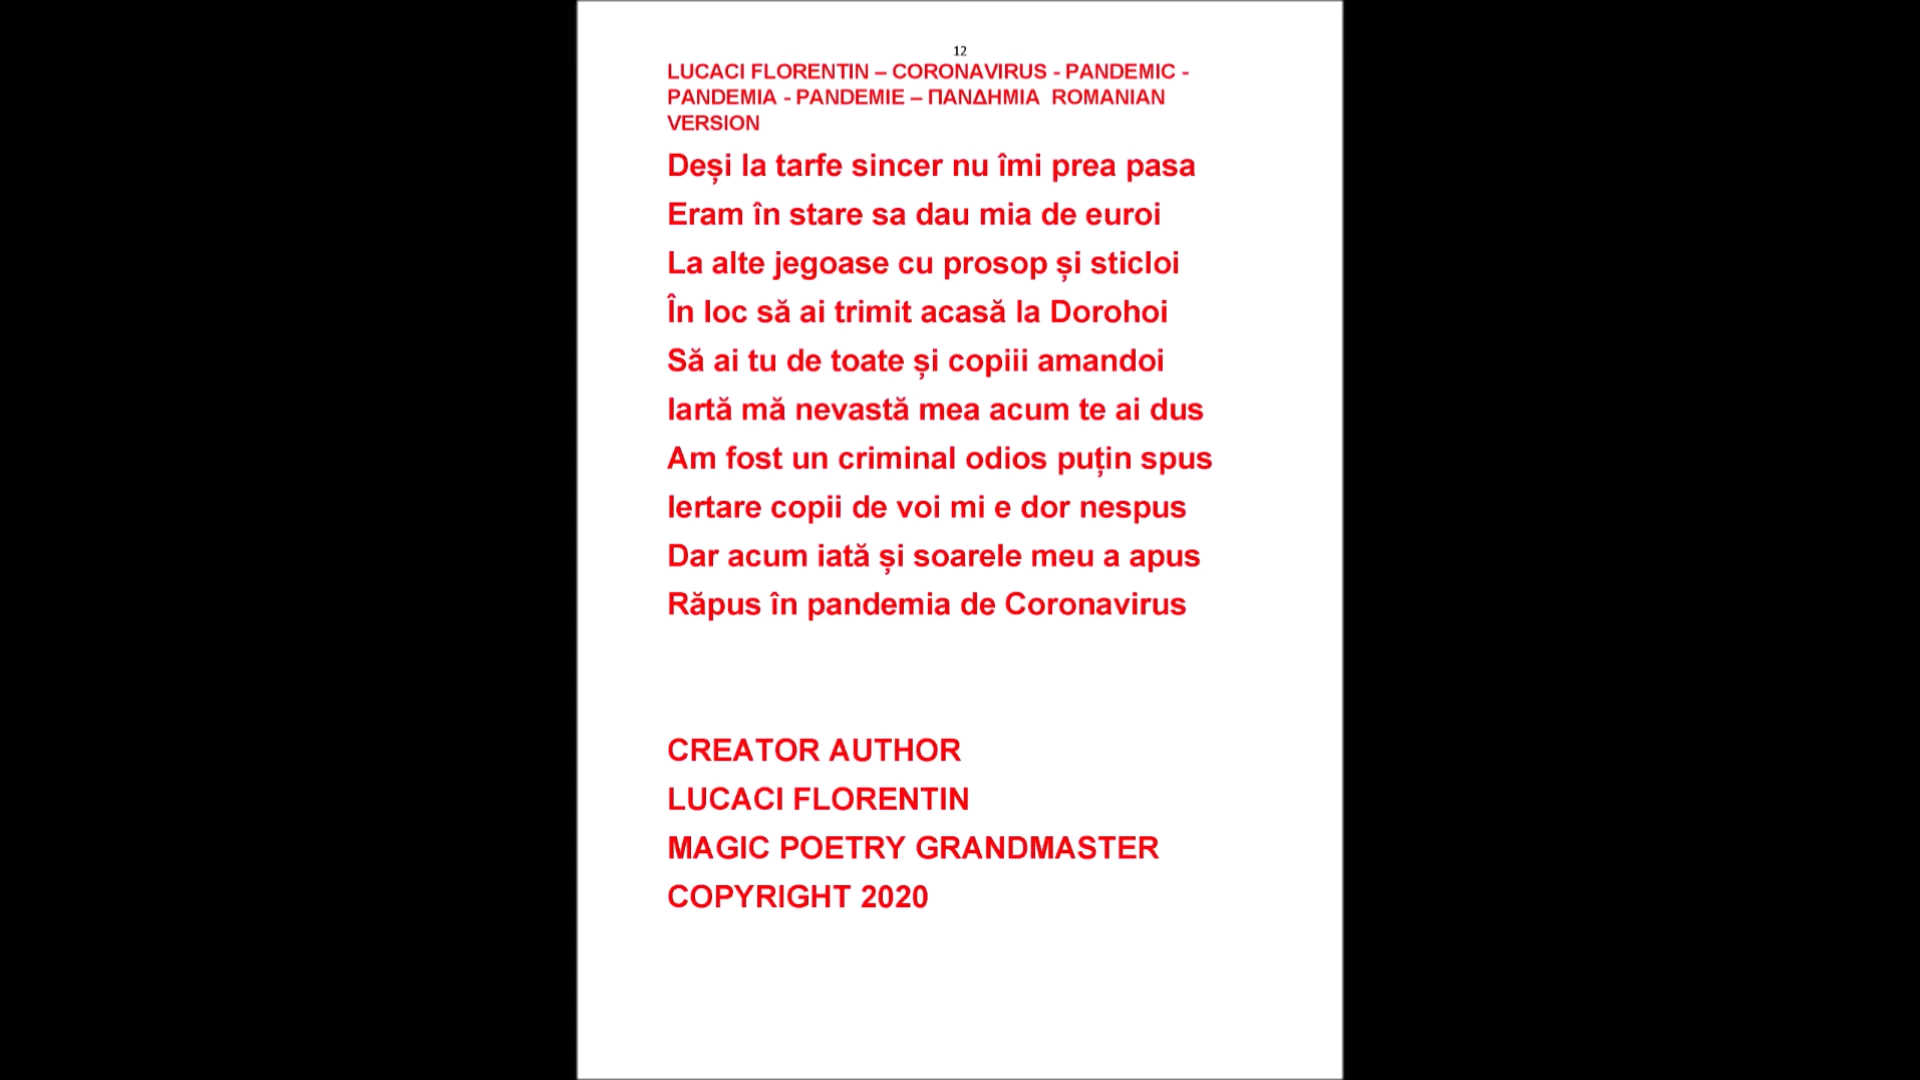 12
LUCACI FLORENTIN – CORONAVIRUS - PANDEMIC -
PANDEMIA - PANDEMIE – ΠΑΝΔΗΜΙΑ  ROMANIAN
VERSION
Deși la tarfe sincer nu îmi prea pasa
Eram în stare sa dau mia de euroi
La alte jegoase cu prosop și sticloi
În loc să ai trimit acasă la Dorohoi
Să ai tu de toate și copiii amandoi
Iartă mă nevastă mea acum te ai dus
Am fost un criminal odios puțin spus
Iertare copii de voi mi e dor nespus
Dar acum iată și soarele meu a apus
Răpus în pandemia de Coronavirus
CREATOR AUTHOR
LUCACI FLORENTIN
MAGIC POETRY GRANDMASTER
COPYRIGHT 2020